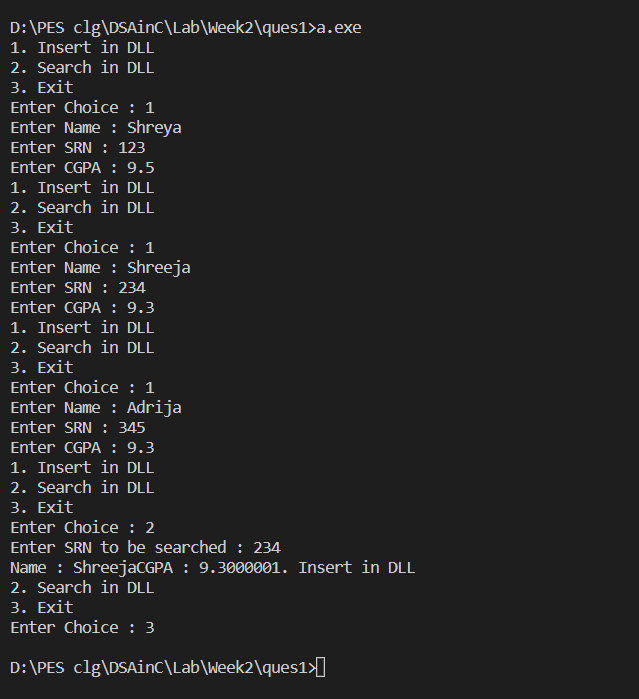 D:\PES clg\DSAinC\Lab\Week2\ques1>a.exe
1. Insert in DLL
2. Search in DLL
3. Exit
Enter Choice : 1
Enter Name : Shreya
Enter SRN : 123
Enter CGPA : 9.5
1. Insert in DLL
2. Search in DLL
3. Exit
Enter Choice : 1
Enter Name : Shreeja
Enter SRN : 234
Enter CGPA : 9.3
1. Insert in DLL
2. Search in DLL
3. Exit
Enter Choice : 1
Enter Name : Adrija
Enter SRN : 345
Enter CGPA : 9.3
1. Insert in DLL
2. Search in DLL
3. Exit
Enter Choice : 2
Enter SRN to be searched : 234
Name : ShreejaCGPA : 9.3000001. Insert in DLL
2. Search in DLL
3. Exit
Enter Choice : 3
D:\PES clg\DSAinC\Lab\Week2\ques1>